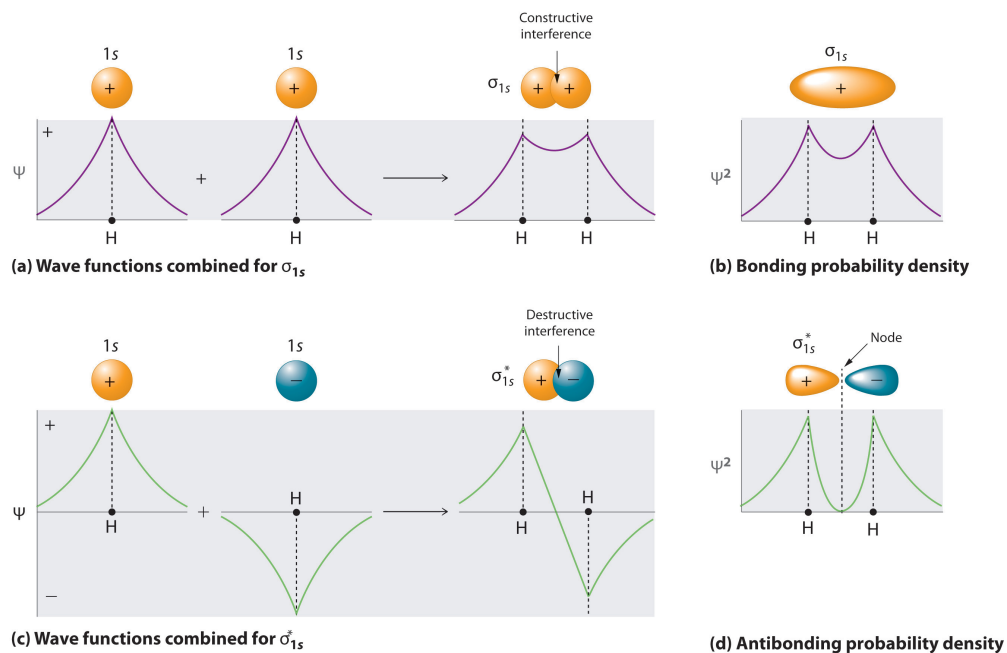 Constructive
interference
1s
1s
σ1s
σ1s
+
+
+ +
+
+
Ψ
+
Ψ²
H
H
H H
H H
(a) Wave functions combined for σ1s
(b) Bonding probability density
Destructive
interference
1s
1s
σ*1s
σ*1s
Node
+
−
+ −
+ −
+
Ψ²
H
H
Ψ
+
H
H
H H
−
(c) Wave functions combined for σ*1s
(d) Antibonding probability density